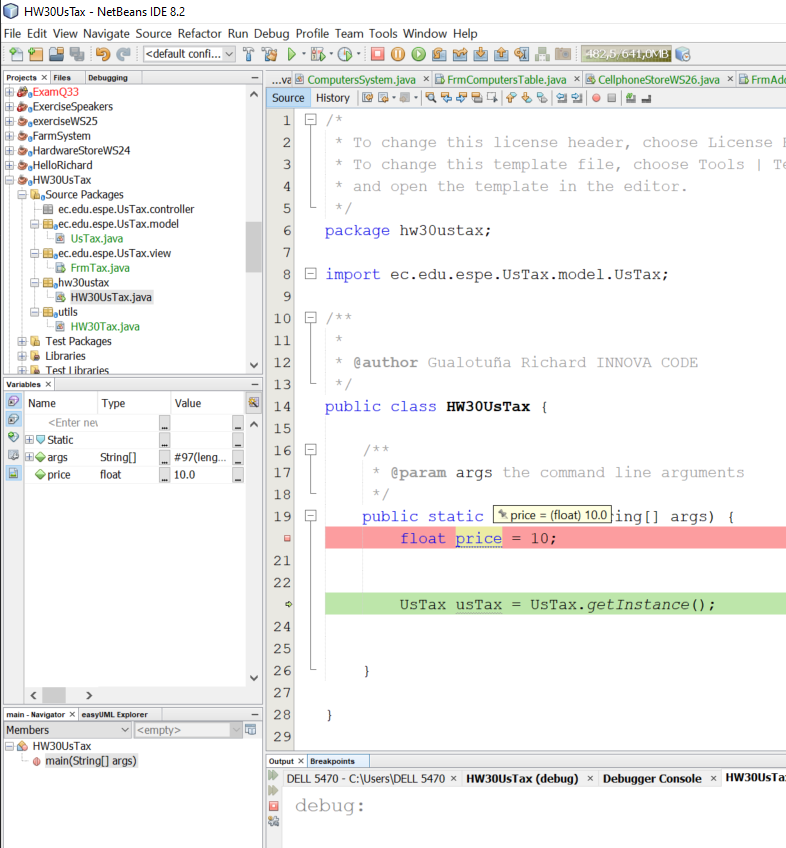 HW30UsTax - NetBeans IDE 8.2
File Edit View Navigate Source Refactor Run Debug Profile Team Tools Window Help
<default confi...
482,5/641,0MB
Projects Files Debugging
ExamQ33
ExerciseSpeakers
exerciseWS25
FarmSystem
HardwareStoreWS24
HelloRichard
HW30UsTax
Source Packages
ec.edu.espe.UsTax.controller
ec.edu.espe.UsTax.model
UsTax.java
ec.edu.espe.UsTax.view
FrmTax.java
hw30ustax
HW30UsTax.java
utils
HW30Tax.java
Test Packages
Libraries
Test Libraries
Variables
Name Type Value
<Enter nev
Static
args String[] #97(leng...
price float 10.0
main - Navigator easyUML Explorer
Members <empty>
HW30UsTax
main(String[] args)
...va ComputersSystem.java FrmComputersTable.java CellphoneStoreWS26.java FrmAdd
Source History
1 /*
2 * To change this license header, choose License H
3 * To change this template file, choose Tools | Te
4 * and open the template in the editor.
5 */
6 package hw30ustax;
7
8 import ec.edu.espe.UsTax.model.UsTax;
9
10 /**
11 *
12 * @author Gualotuña Richard INNOVA CODE
13 */
14 public class HW30UsTax {
15
16 /**
17 * @param args the command line arguments
18 */
19 public static price = (float) 10.0 ring[] args) {
float price = 10;
21
22
UsTax usTax = UsTax.getInstance();
24
25
26 }
27
28 }
29
Output Breakpoints
DELL 5470 - C:\Users\DELL 5470 HW30UsTax (debug) Debugger Console HW30UsTa
debug: